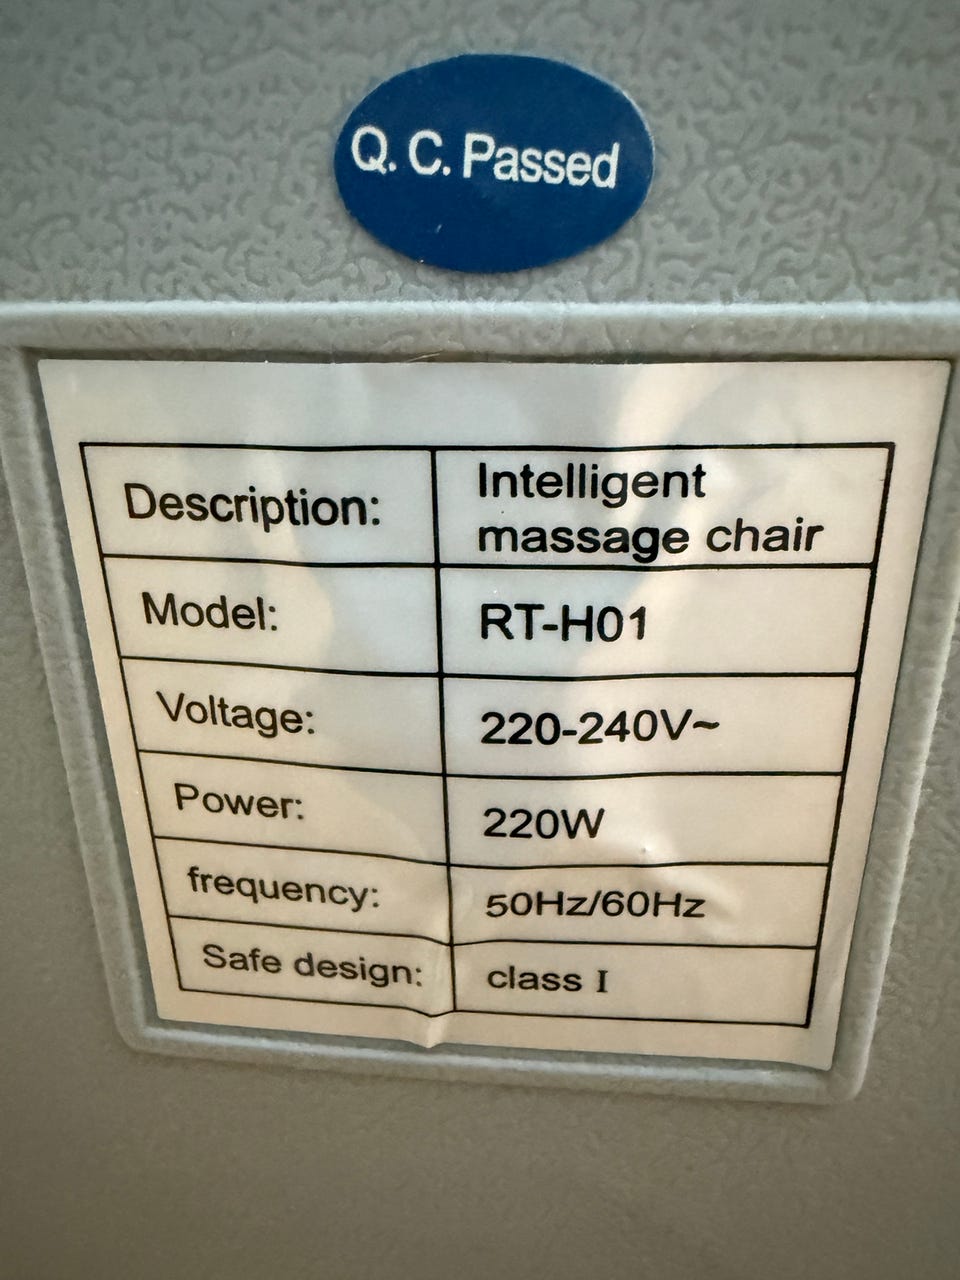 Q. C. Passed
Description: Intelligent
massage chair
Model: RT-H01
Voltage: 220-240V~
Power: 220W
frequency: 50Hz/60Hz
Safe design: class I